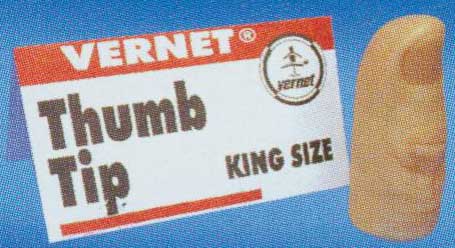 VERNET®
vernet
Thumb
Tip
KING SIZE